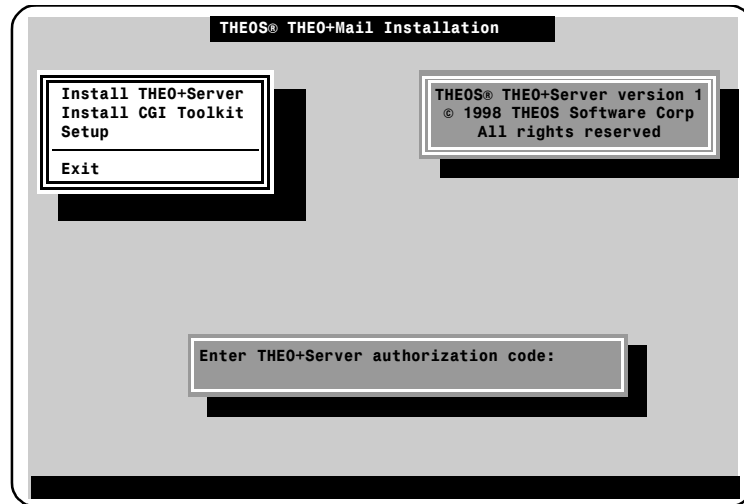 THEOS® THEO+Mail Installation
Install THEO+Server
Install CGI Toolkit
Setup
Exit
THEOS® THEO+Server version 1
© 1998 THEOS Software Corp
All rights reserved
Enter THEO+Server authorization code: